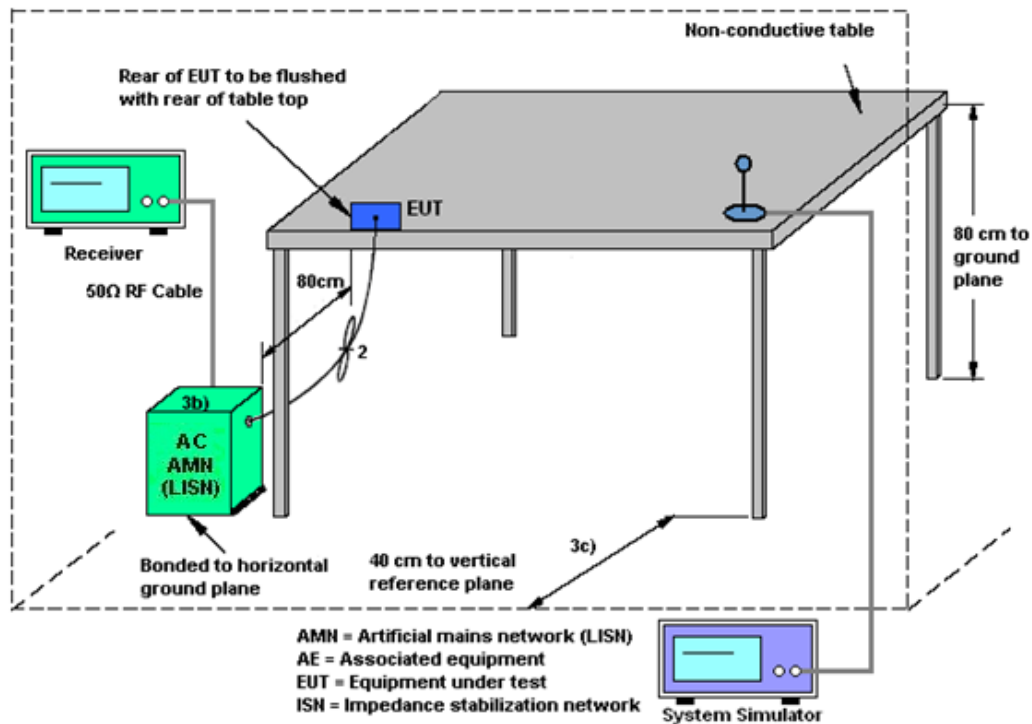 Non-conductive table
Rear of EUT to be flushed
with rear of table top
EUT
Receiver
80cm
80 cm to
ground
plane
50Ω RF Cable
2
3b)
AC
AMN
(LISN)
Bonded to horizontal
ground plane
40 cm to vertical
reference plane
3c)
AMN = Artificial mains network (LISN)
AE = Associated equipment
EUT = Equipment under test
ISN = Impedance stabilization network
System Simulator